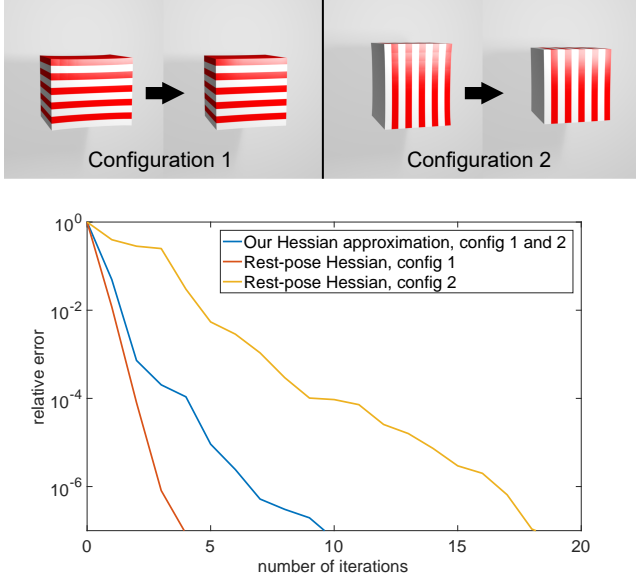 Configuration 1
Configuration 2
10^0
10^-2
10^-4
10^-6
relative error
Our Hessian approximation, config 1 and 2
Rest-pose Hessian, config 1
Rest-pose Hessian, config 2
0
5
10
15
20
number of iterations